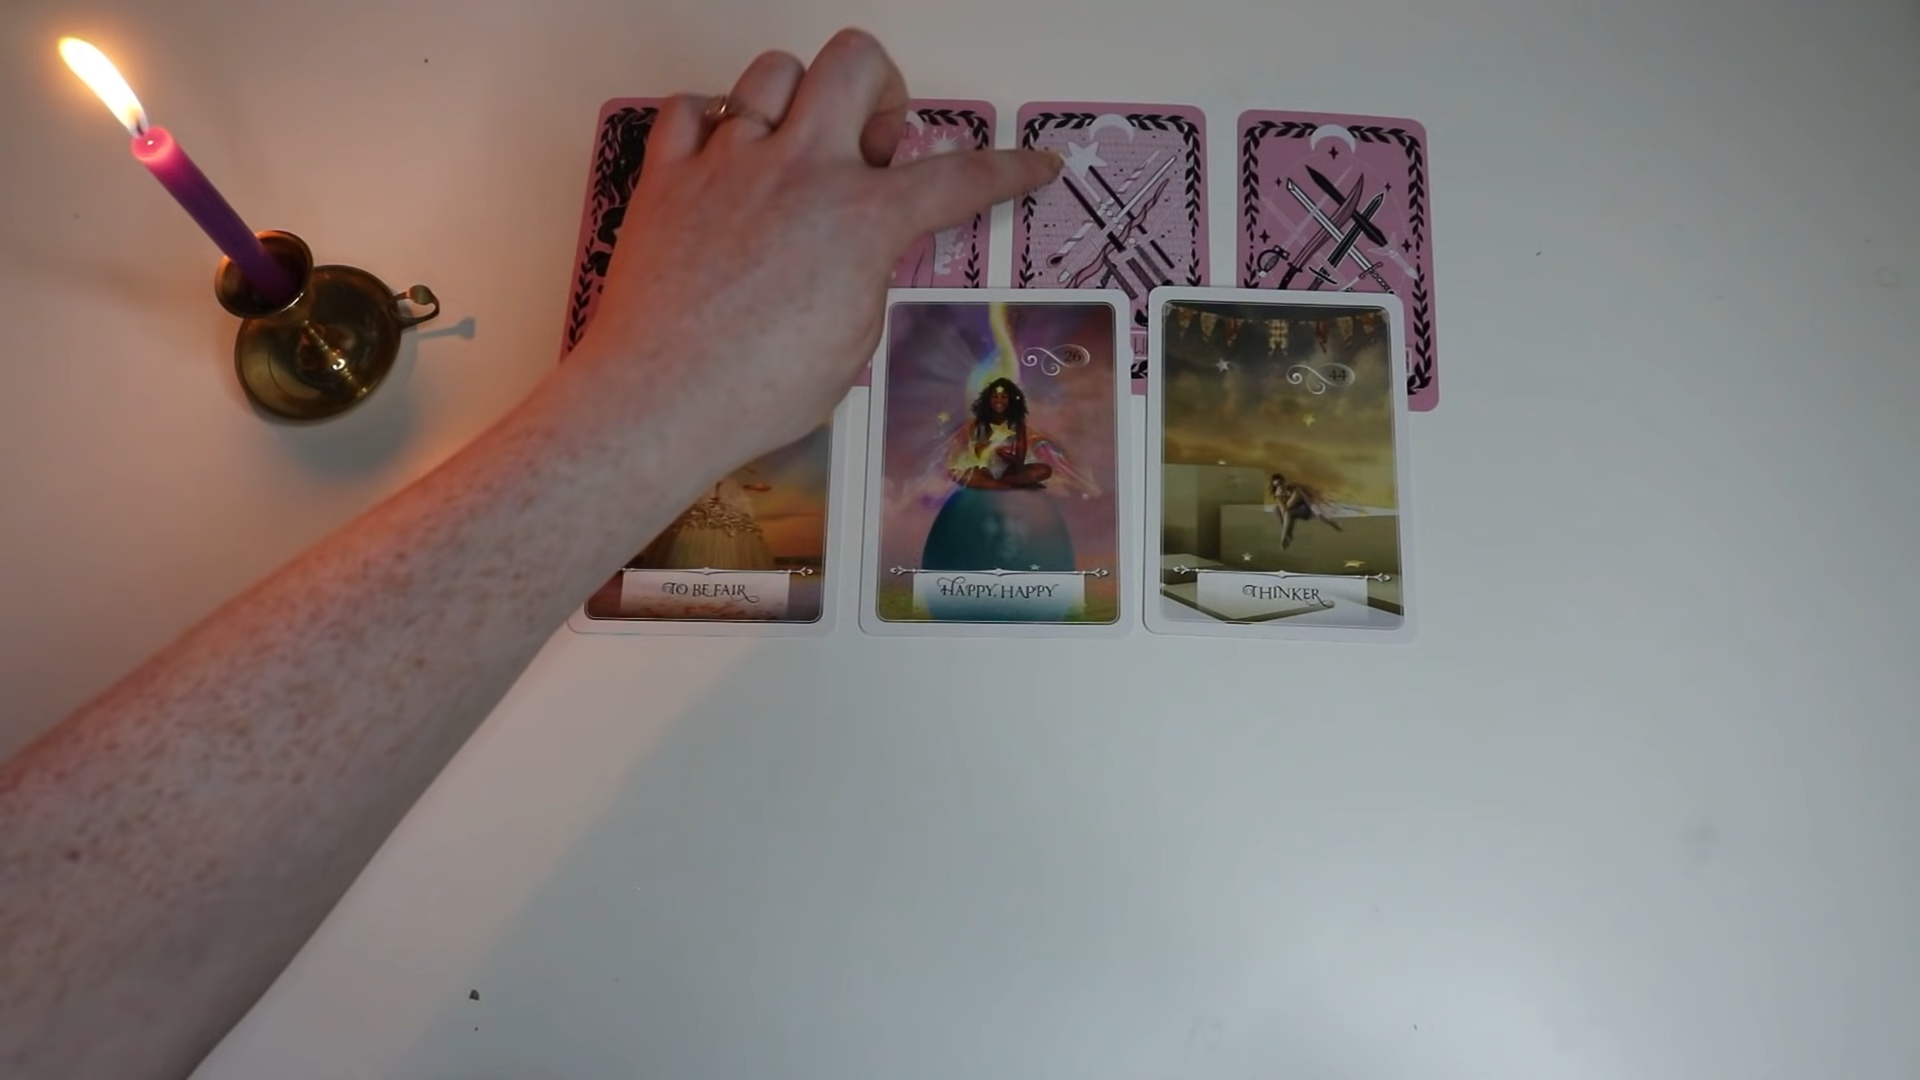 26
44
TO BE FAIR
HAPPY, HAPPY
THINKER